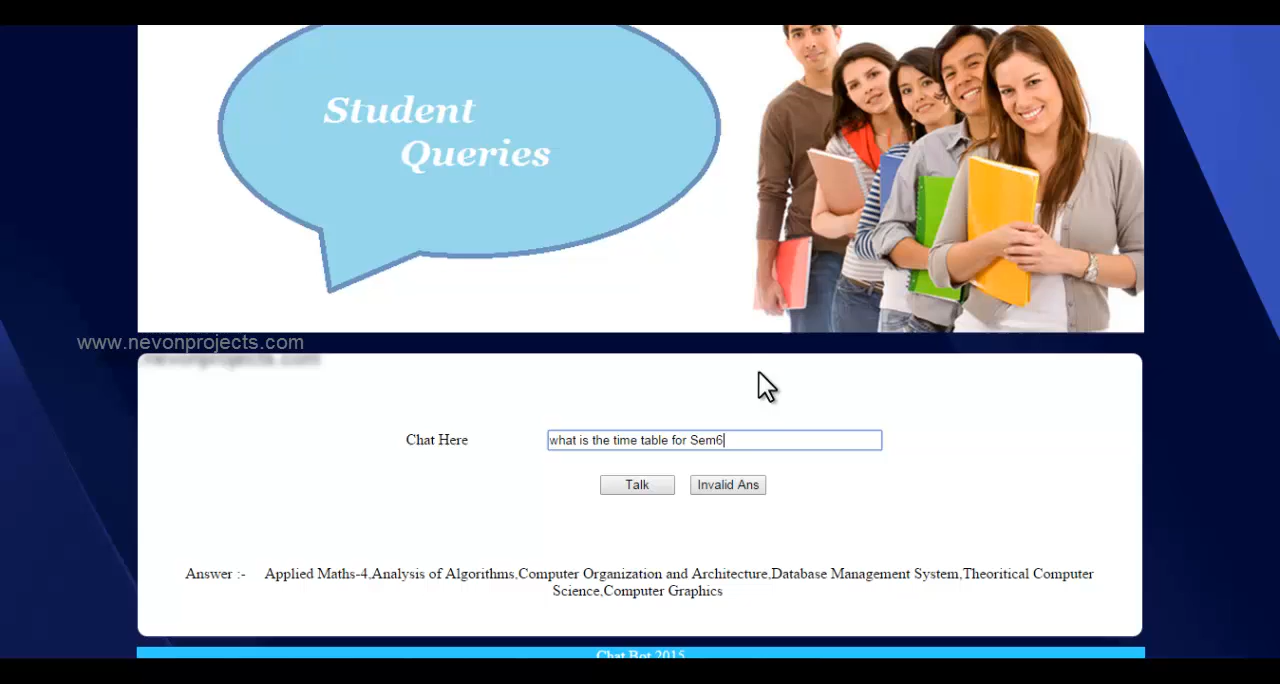 Student
Queries
www.nevonprojects.com
nevonprojects.com
Chat Here
what is the time table for Sem6
Talk
Invalid Ans
Answer :-
Applied Maths-4,Analysis of Algorithms,Computer Organization and Architecture,Database Management System,Theoritical Computer
Science,Computer Graphics
Chat Bot 2015